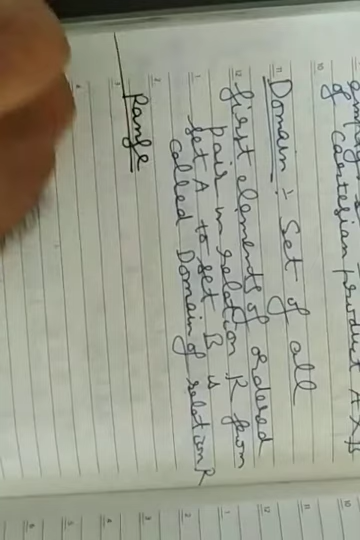 of cartesian product A x B
Domain :- Set of all
first elements of ordered
pair in relation R from
set A to set B is
called Domain of relation R
Range